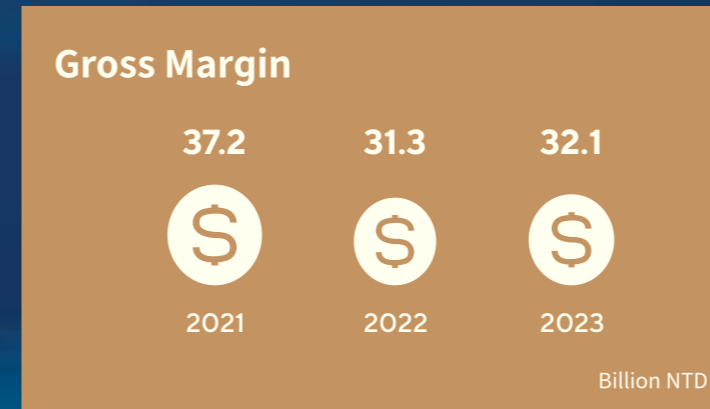 Gross Margin
37.2 31.3 32.1
$ $ $
2021 2022 2023
Billion NTD